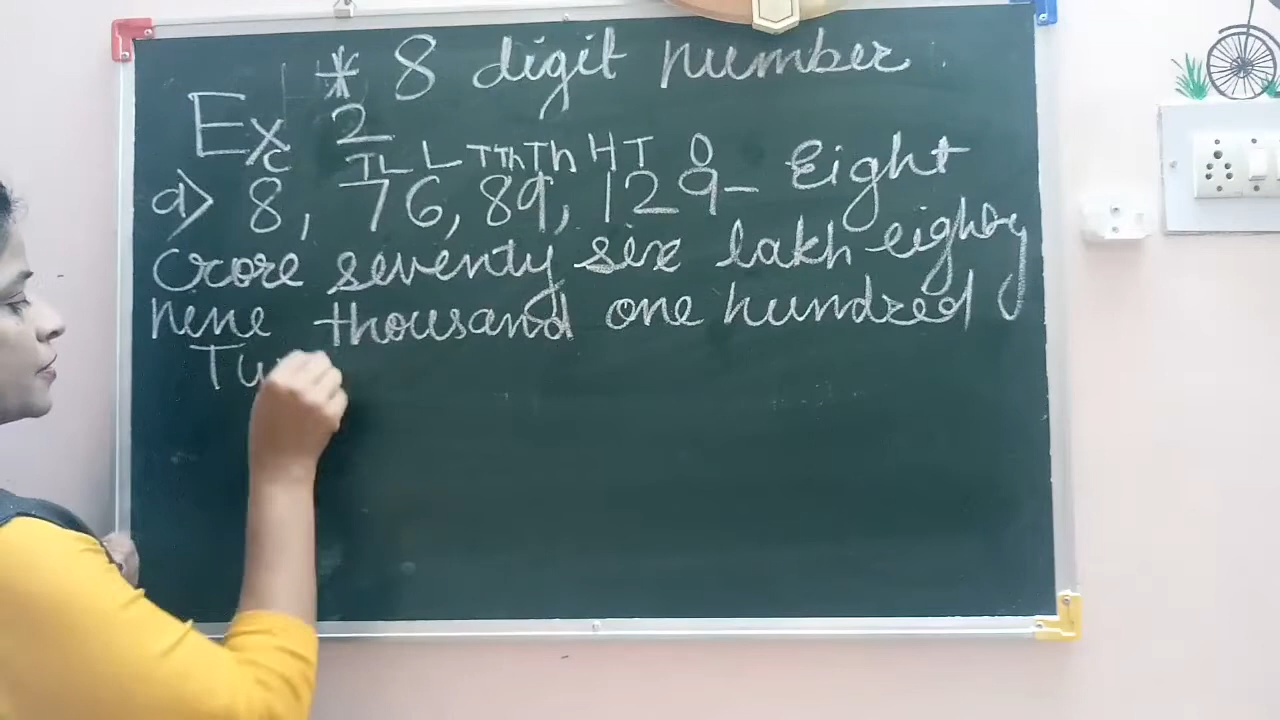 * 8 digit number
Ex 2
C TL L TTh Th H T O
a> 8, 76, 89, 129 - Eight
crore seventy six lakh eighty
nene thousand one hundred
Tw